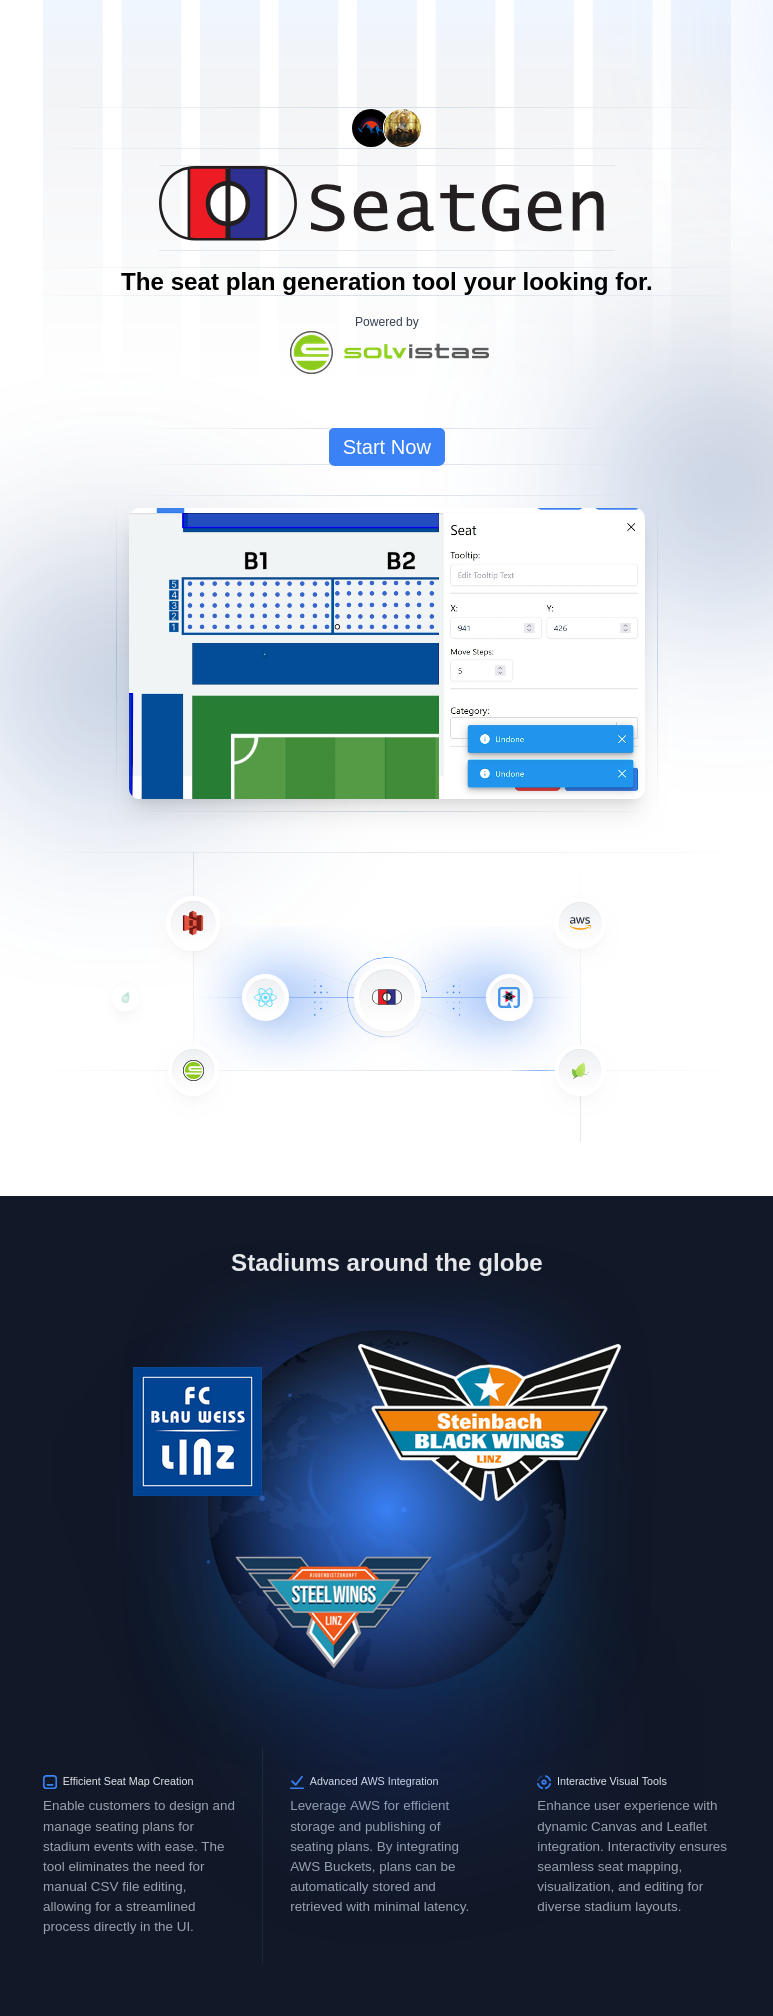 SeatGen
The seat plan generation tool your looking for.
Powered by
solvistas
Start Now
Seat
Tooltip:
Edit Tooltip Text
X:
Y:
941
426
Move Steps:
5
Category:
Undone
Undone
B1
B2
5
4
3
2
1
aws
Stadiums around the globe
FC
BLAU WEISS
LINZ
Steinbach
BLACK WINGS
LINZ
STEEL WINGS
LINZ
Efficient Seat Map Creation
Enable customers to design and
manage seating plans for
stadium events with ease. The
tool eliminates the need for
manual CSV file editing,
allowing for a streamlined
process directly in the UI.
Advanced AWS Integration
Leverage AWS for efficient
storage and publishing of
seating plans. By integrating
AWS Buckets, plans can be
automatically stored and
retrieved with minimal latency.
Interactive Visual Tools
Enhance user experience with
dynamic Canvas and Leaflet
integration. Interactivity ensures
seamless seat mapping,
visualization, and editing for
diverse stadium layouts.